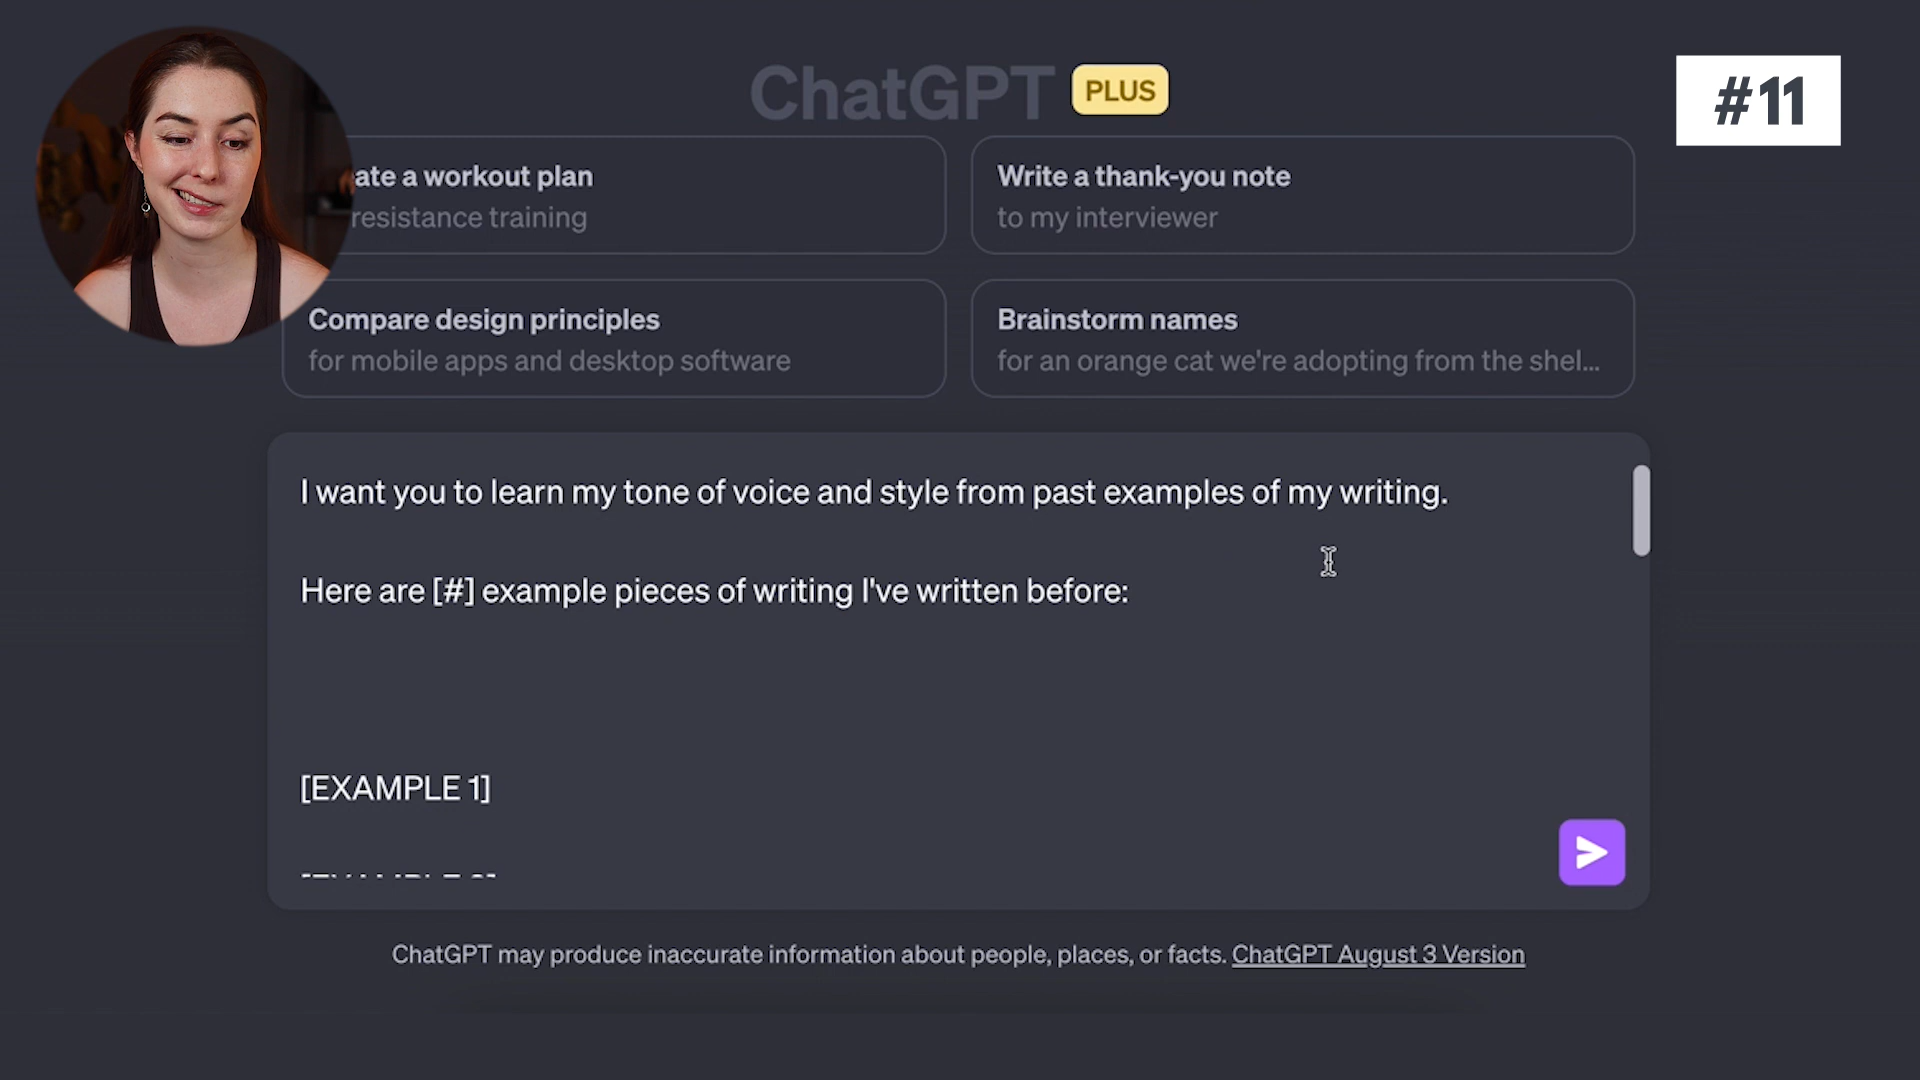 ChatGPT PLUS
#11
ate a workout plan
resistance training
Write a thank-you note
to my interviewer
Compare design principles
for mobile apps and desktop software
Brainstorm names
for an orange cat we're adopting from the shel...
I want you to learn my tone of voice and style from past examples of my writing.
Here are [#] example pieces of writing I've written before:
[EXAMPLE 1]
ChatGPT may produce inaccurate information about people, places, or facts. ChatGPT August 3 Version